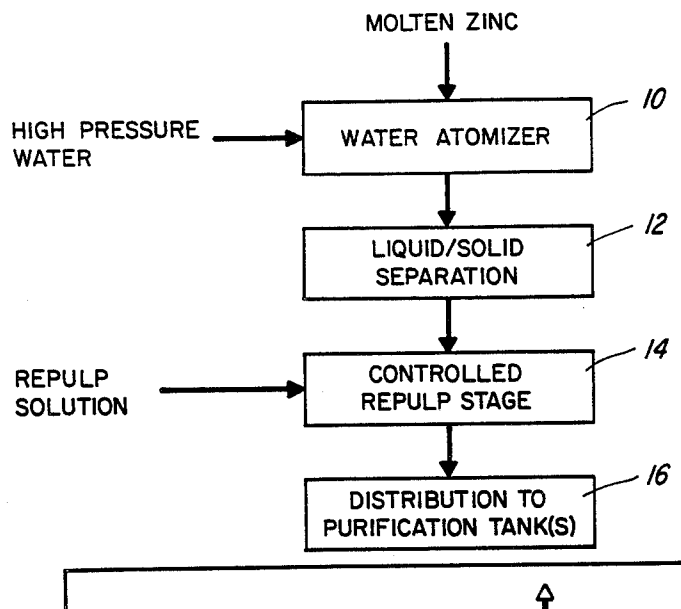 MOLTEN ZINC
10
HIGH PRESSURE
WATER
WATER ATOMIZER
12
LIQUID/SOLID
SEPARATION
14
REPULP
SOLUTION
CONTROLLED
REPULP STAGE
16
DISTRIBUTION TO
PURIFICATION TANK(S)